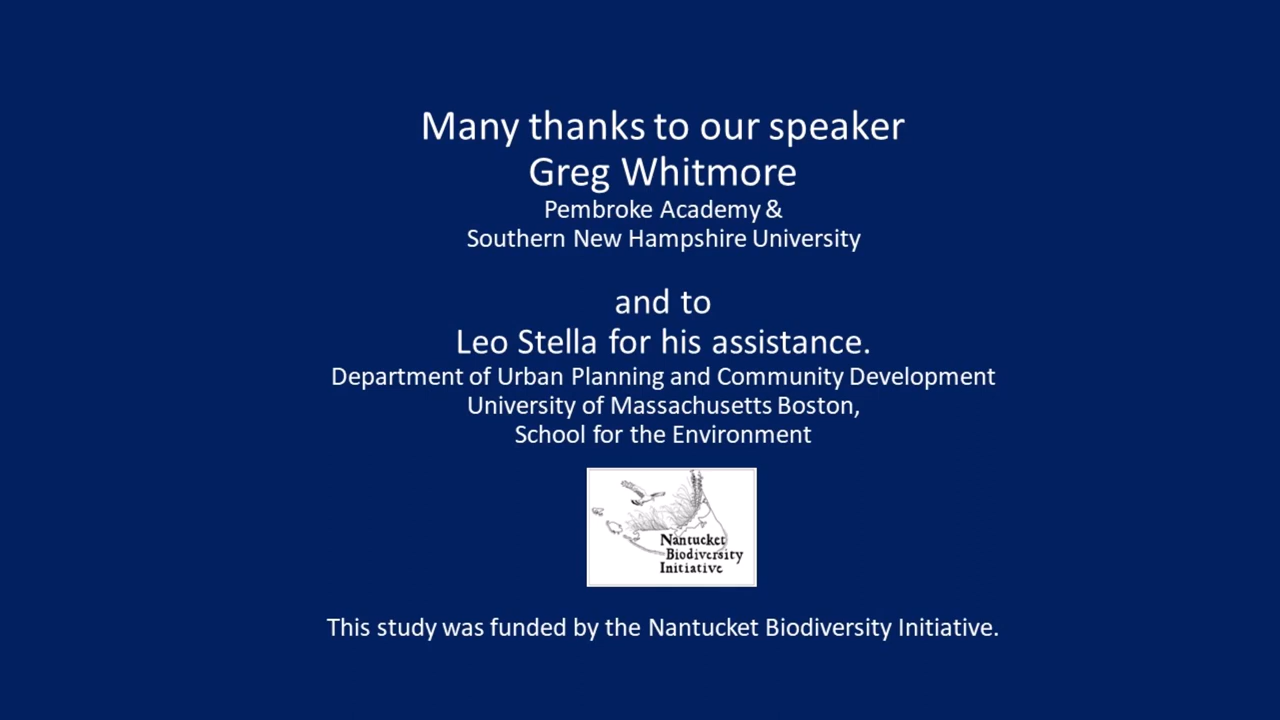 Many thanks to our speaker
Greg Whitmore
Pembroke Academy &
Southern New Hampshire University
and to
Leo Stella for his assistance.
Department of Urban Planning and Community Development
University of Massachusetts Boston,
School for the Environment
Nantucket
Biodiversity
Initiative
This study was funded by the Nantucket Biodiversity Initiative.